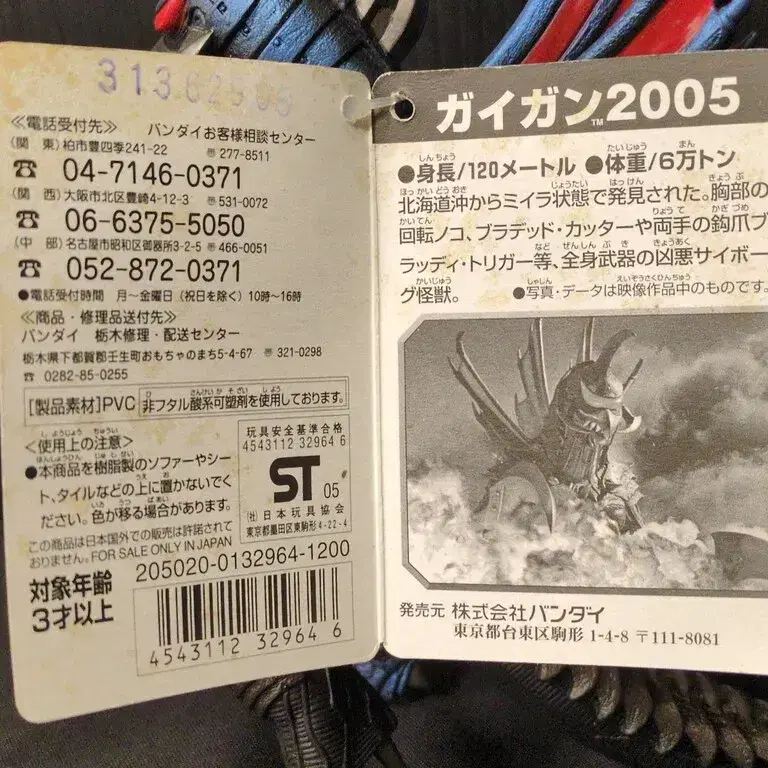 31362505
≪電話受付先≫ バンダイお客様相談センター
(関 東)柏市豊四季241-22 〠277-8511
☎ 04-7146-0371
(関 西)大阪市北区豊崎4-12-3 〠531-0072
☎ 06-6375-5050
(中 部)名古屋市昭和区御器所3-2-5 〠466-0051
☎ 052-872-0371
●電話受付時間 月〜金曜日(祝日を除く)10時〜16時
≪商品・修理品送付先≫
バンダイ 栃木修理・配送センター
栃木県下都賀郡壬生町おもちゃのまち5-4-67 〠321-0298
☎ 0282-85-0255
[製品素材]PVC 非フタル酸系可塑剤を使用しております。
<使用上の注意>
●本商品を樹脂製のソファーやシー
ト、タイルなどの上に置かないでく
ださい。色が移る場合があります。
この商品は日本国外での販売は許諾されて
おりません。FOR SALE ONLY IN JAPAN
玩具安全基準合格
4543112 32964 6
ST 05
(社)日本玩具協会
東京都墨田区東駒形4-22-4
205020-0132964-1200
対象年齢
3才以上
4543112 329646
ガイガン™2005
●身長/120メートル ●体重/6万トン
北海道沖からミイラ状態で発見された。胸部の
回転ノコ、ブラデッド・カッターや両手の鉤爪ブ
ラッディ・トリガー等、全身武器の凶悪サイボー
グ怪獣。 ●写真・データは映像作品中のものです。
発売元 株式会社バンダイ
東京都台東区駒形 1-4-8 〒111-8081